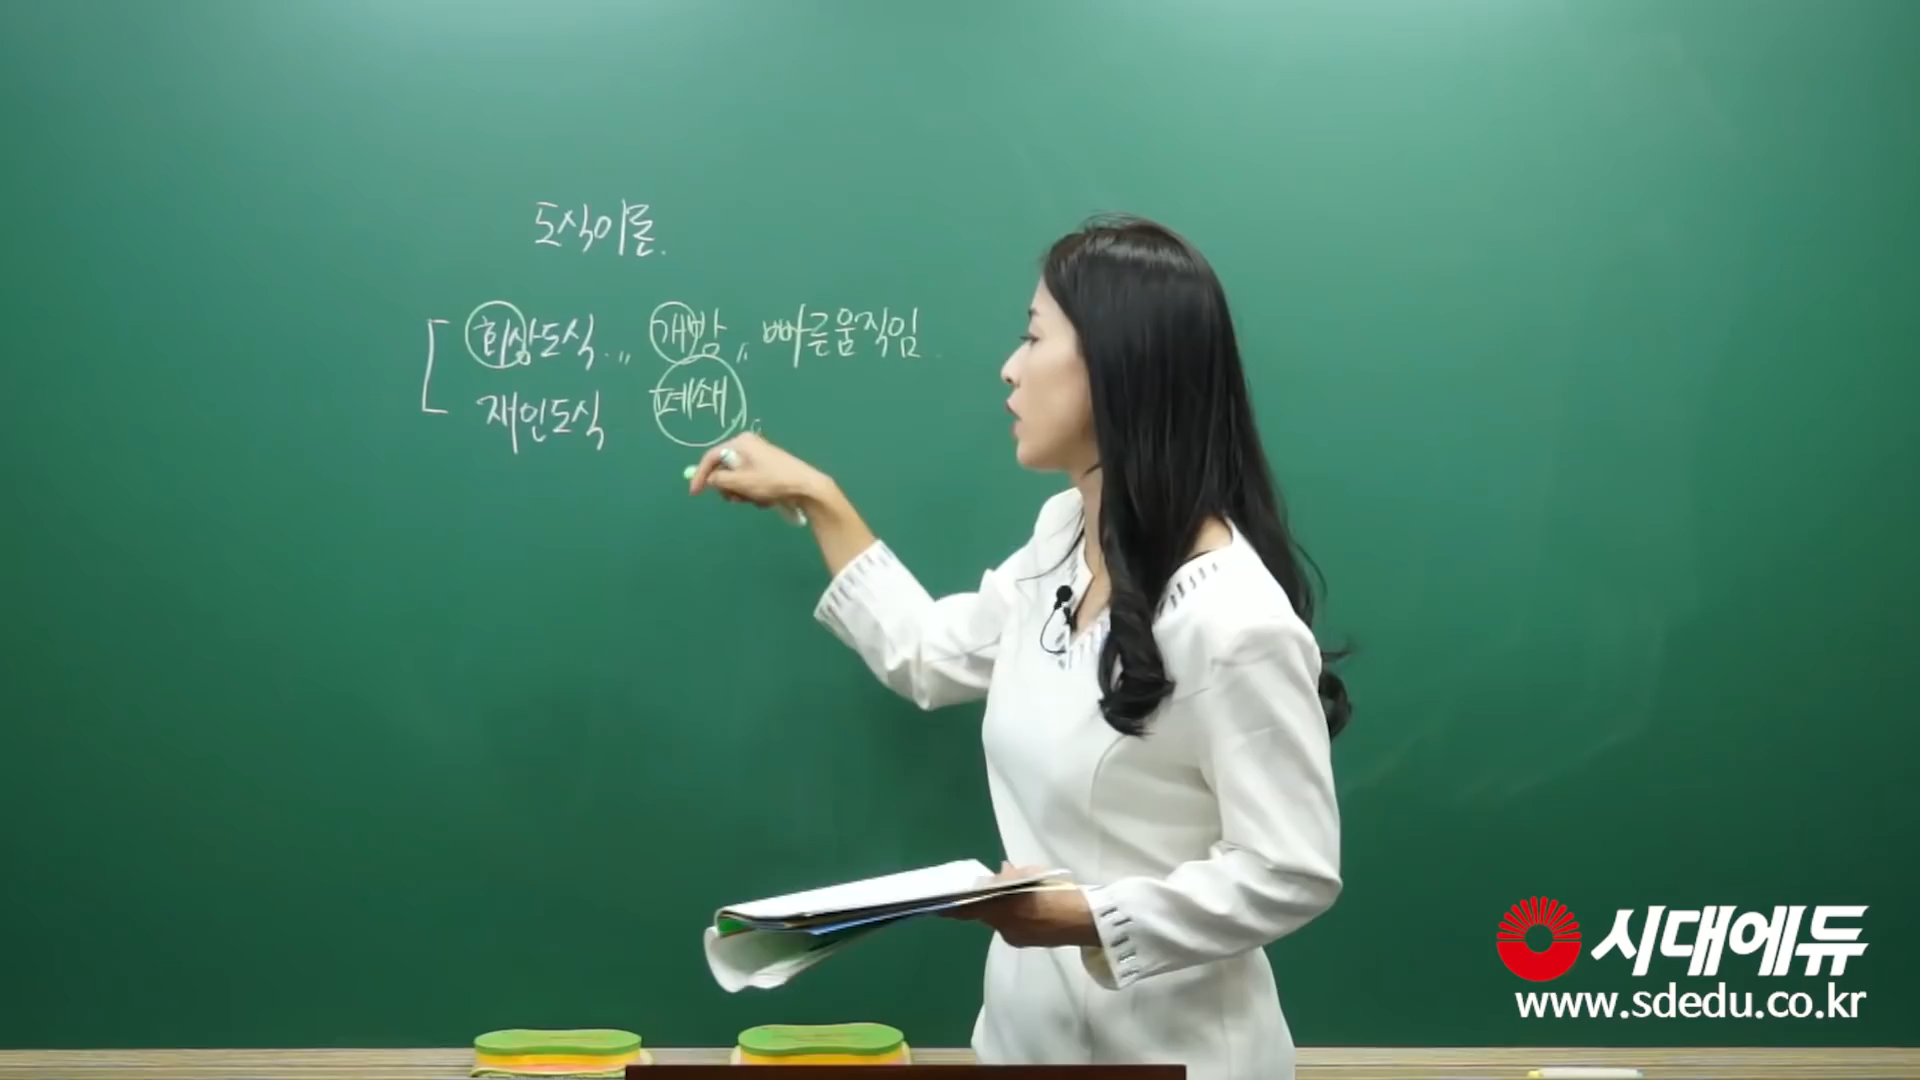 도식이론.
회상도식.,, 개방,, 빠른움직임
재인도식 폐쇄,,
시대에듀
www.sdedu.co.kr